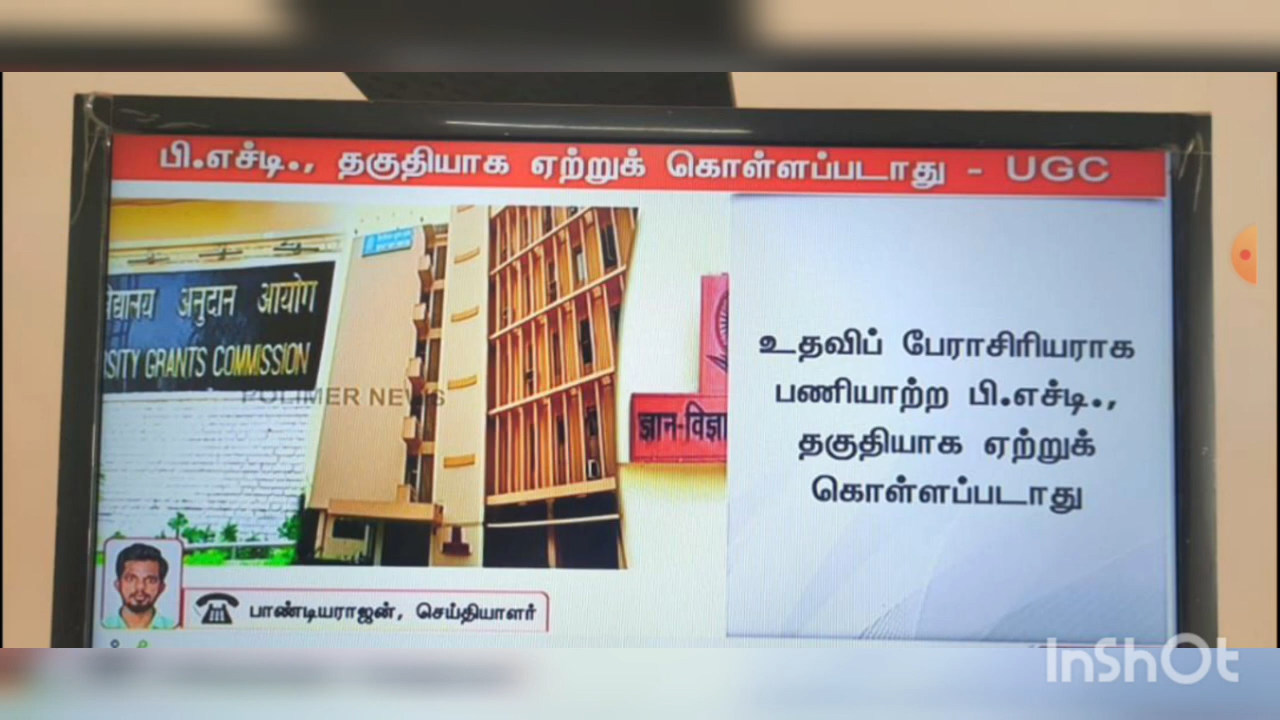 பி.எச்டி., தகுதியாக ஏற்றுக் கொள்ளப்படாது - UGC
அனுதான் आयोग
SITY GRANTS COMMISSION
POLIMER NEWS
ज्ञान-विज्ञा
உதவிப் பேராசிரியராக
பணியாற்ற பி.எச்டி.,
தகுதியாக ஏற்றுக்
கொள்ளப்படாது
பாண்டியராஜன், செய்தியாளர்
InShOt